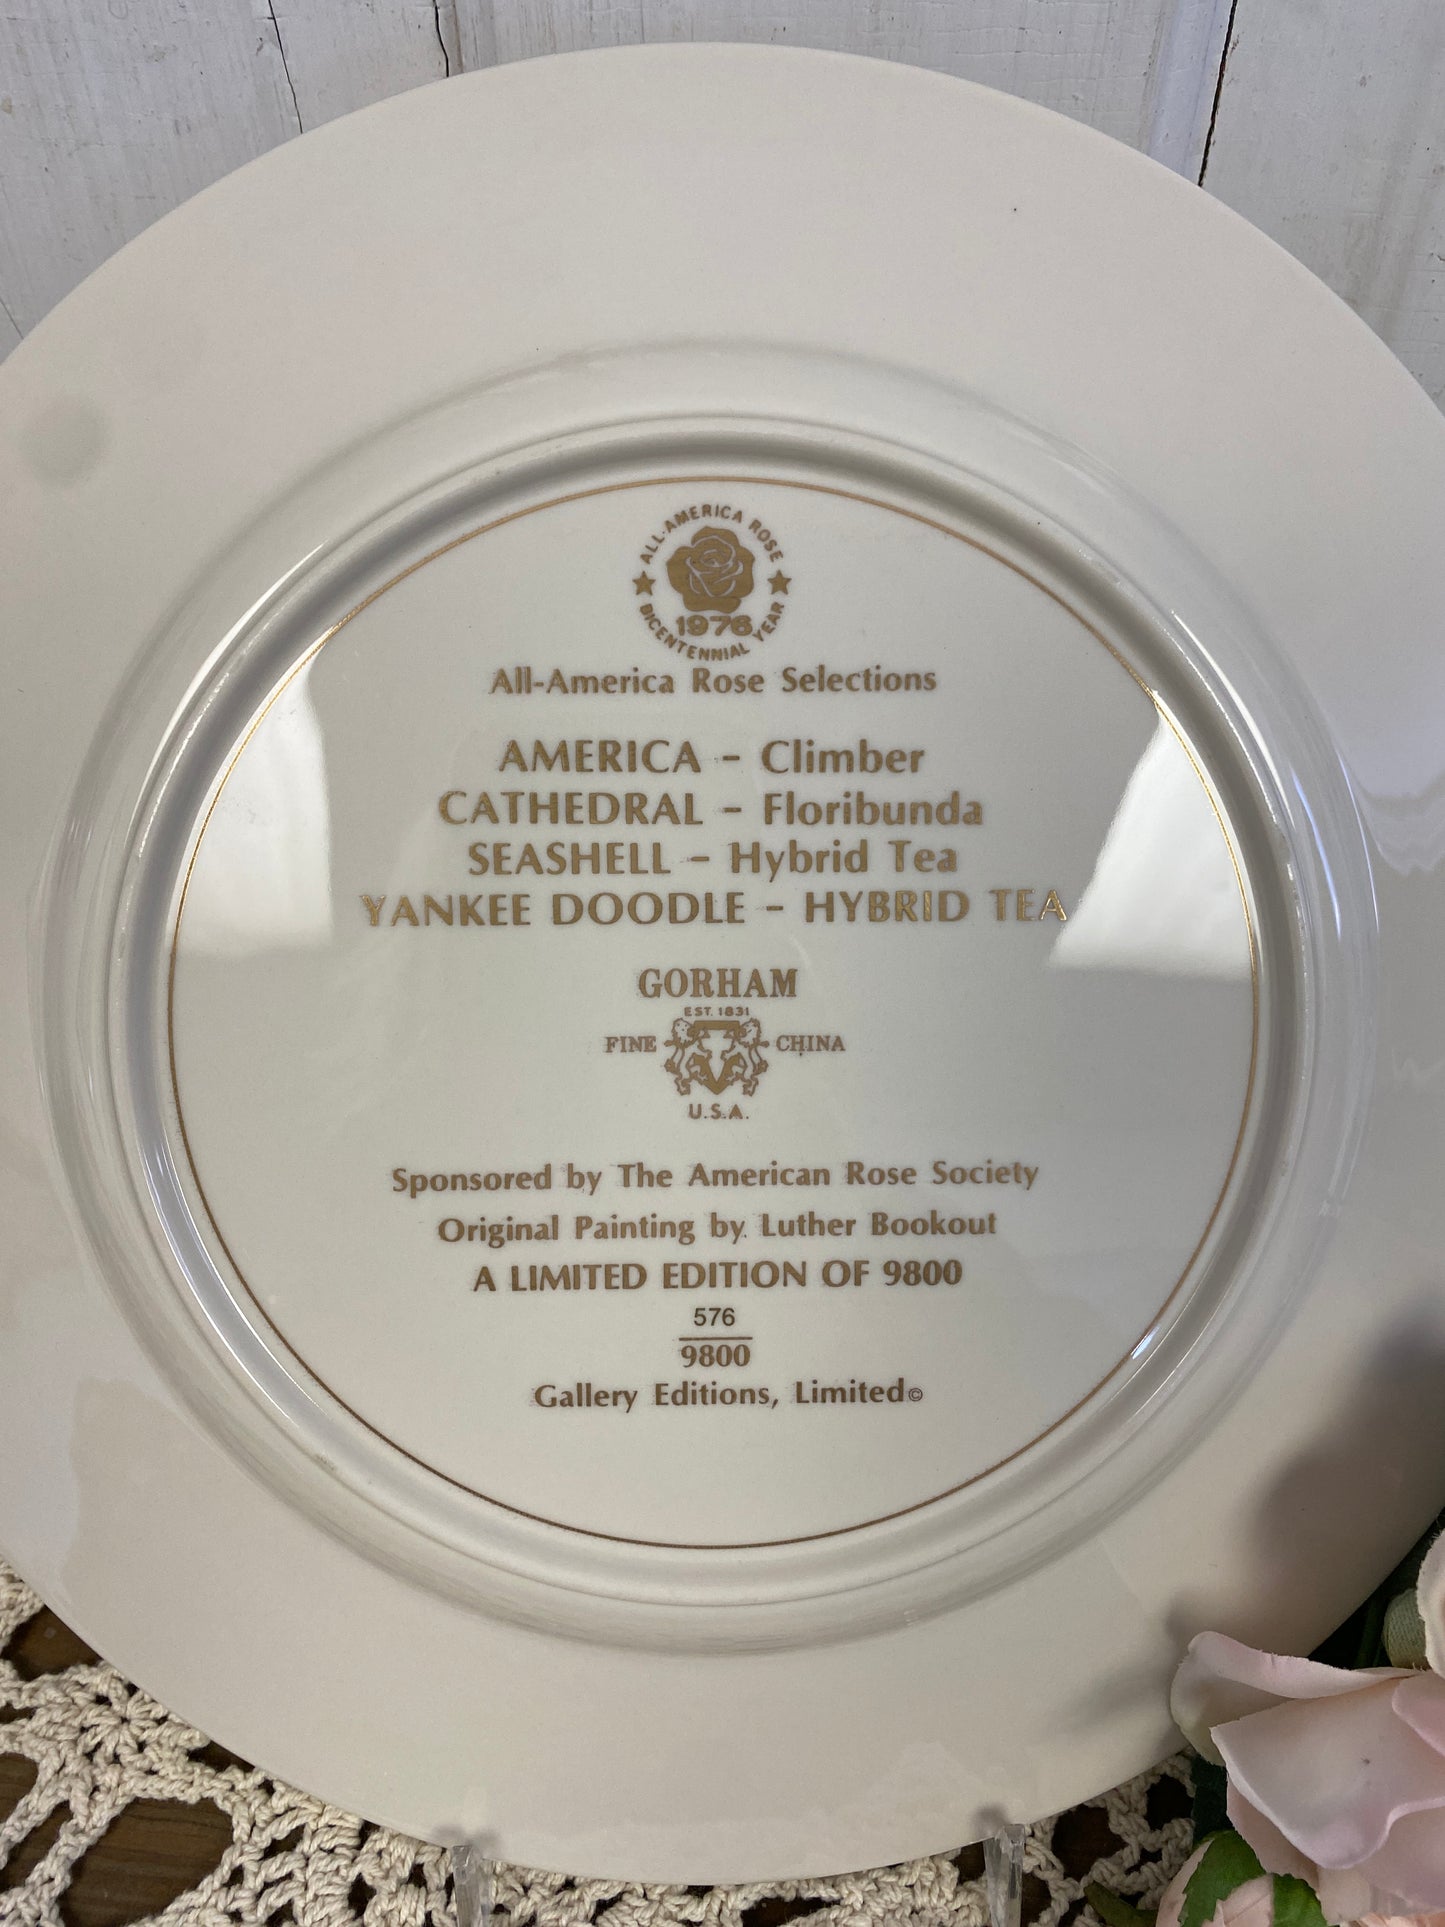 ALL-AMERICA ROSE
1976
BICENTENNIAL YEAR
All-America Rose Selections
AMERICA - Climber
CATHEDRAL - Floribunda
SEASHELL - Hybrid Tea
YANKEE DOODLE - HYBRID TEA
GORHAM
EST. 1831
FINE CHINA
U.S.A.
Sponsored by The American Rose Society
Original Painting by Luther Bookout
A LIMITED EDITION OF 9800
576
9800
Gallery Editions, Limited©